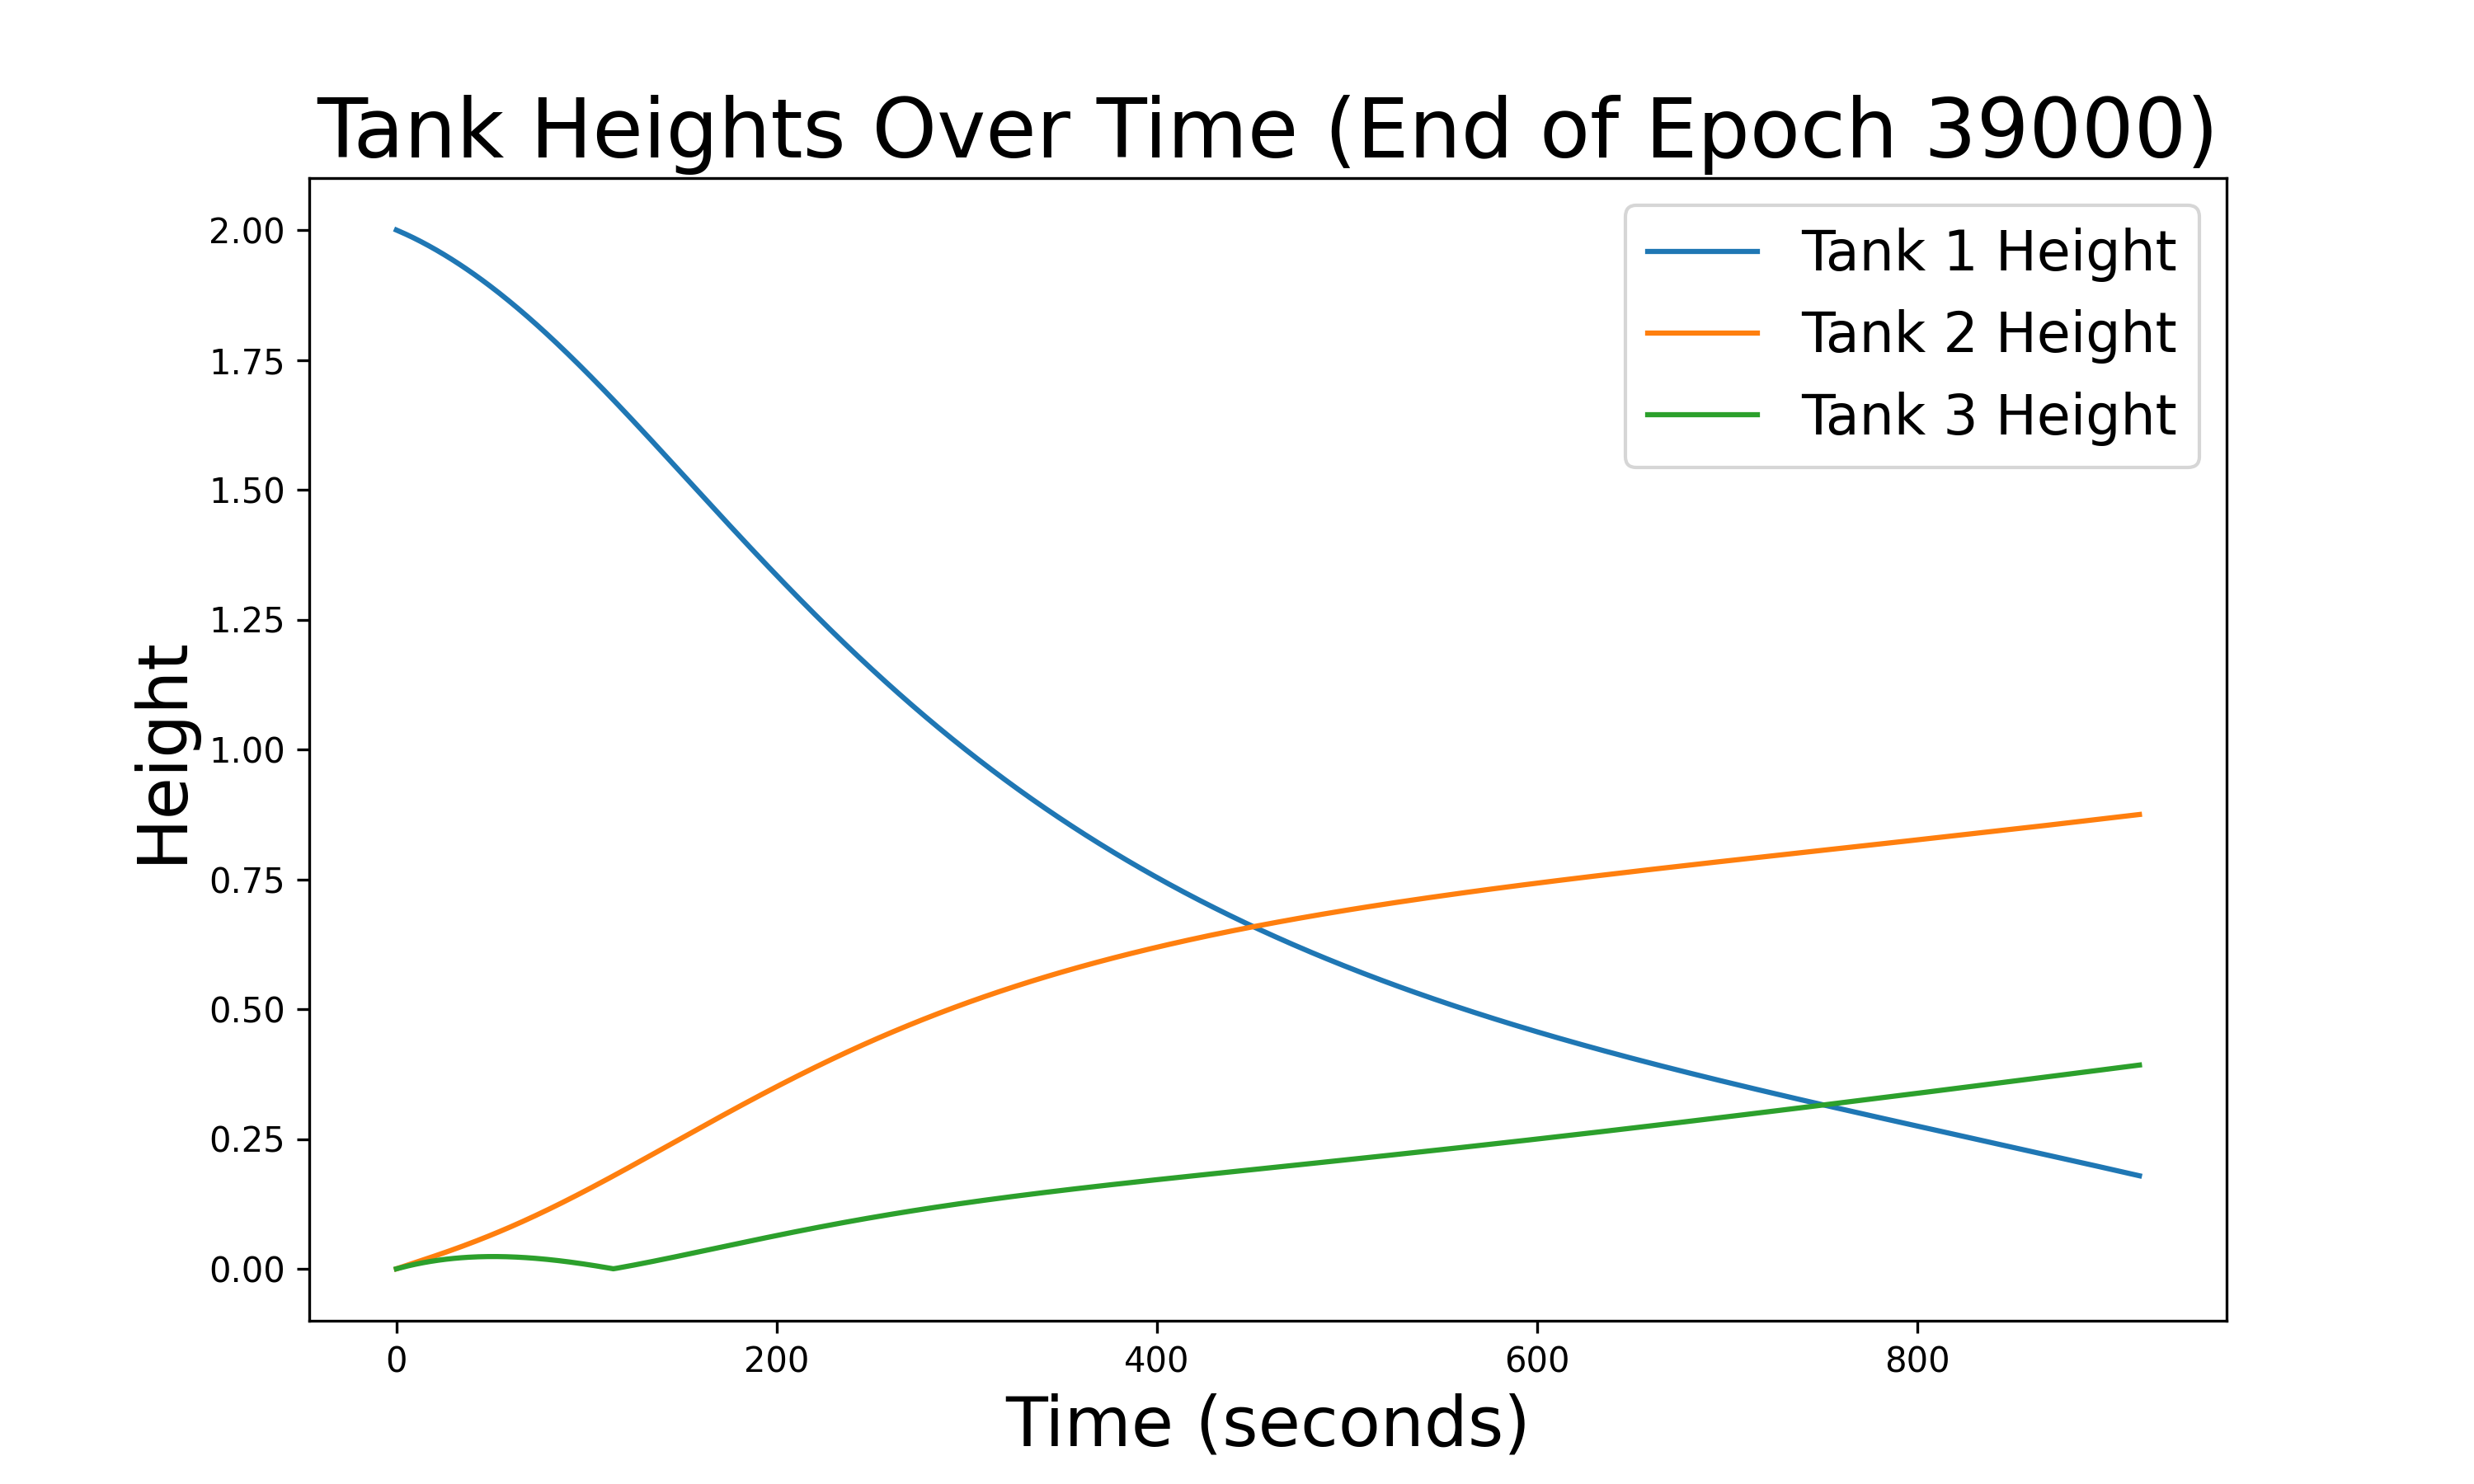 Tank Heights Over Time (End of Epoch 39000)
Tank 1 Height
Tank 2 Height
Tank 3 Height
2.00
1.75
1.50
1.25
1.00
0.75
0.50
0.25
0.00
Height
0 200 400 600 800
Time (seconds)